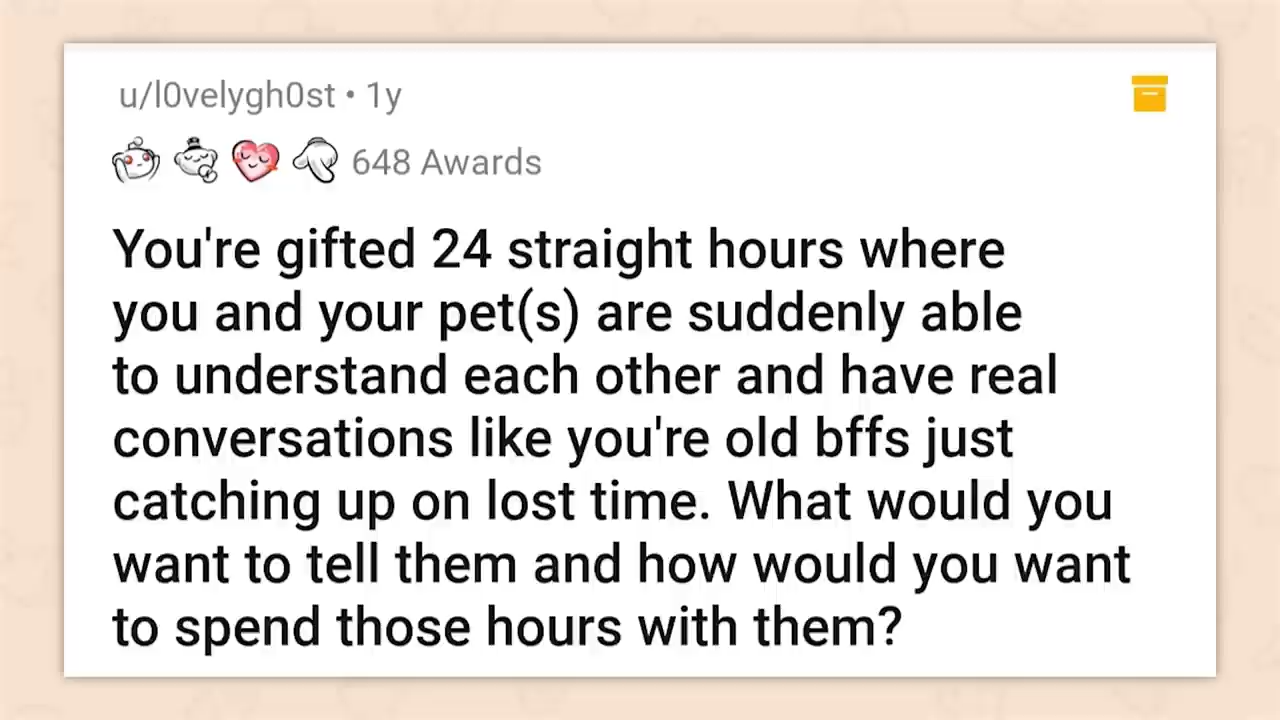 u/l0velygh0st • 1y
648 Awards
You're gifted 24 straight hours where
you and your pet(s) are suddenly able
to understand each other and have real
conversations like you're old bffs just
catching up on lost time. What would you
want to tell them and how would you want
to spend those hours with them?